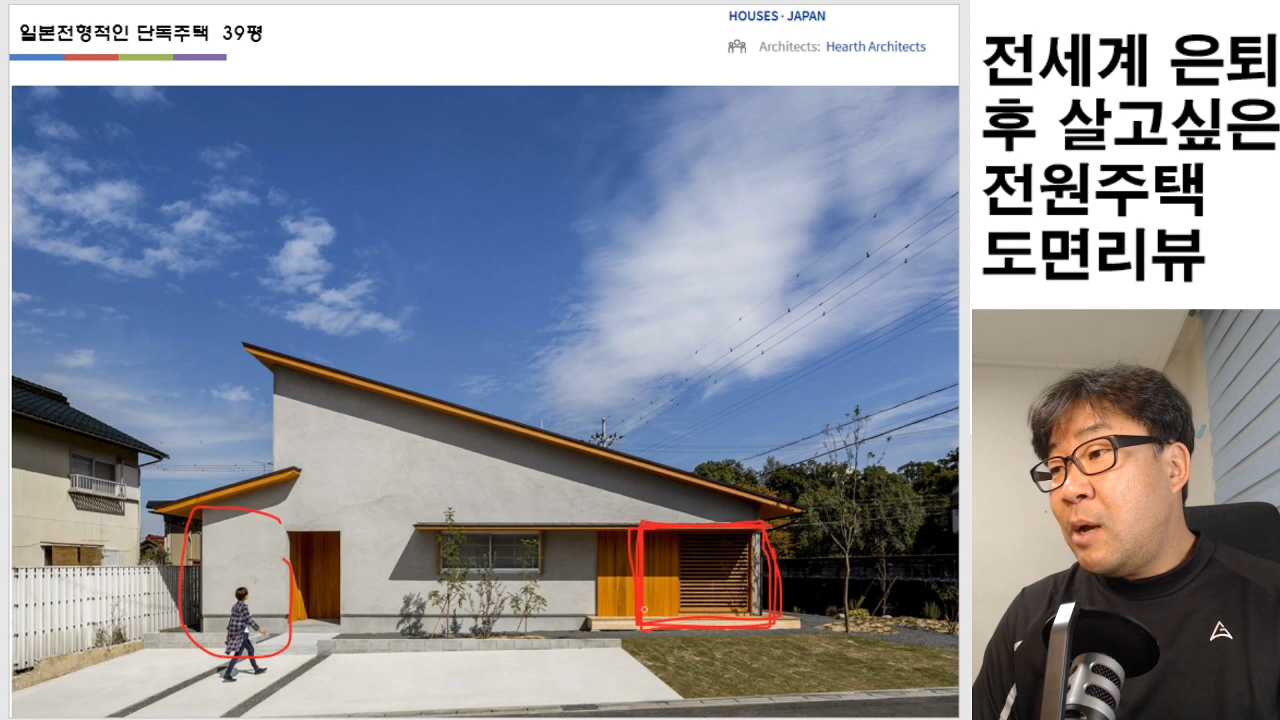 일본전형적인 단독주택 39평
HOUSES · JAPAN
Architects: Hearth Architects
전세계 은퇴
후 살고싶은
전원주택
도면리뷰